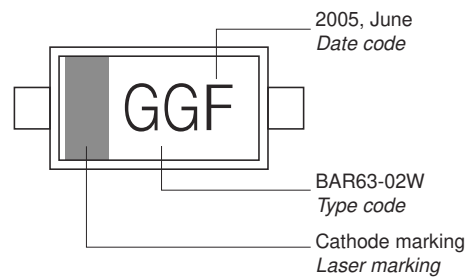 2005, June
Date code
GGF
BAR63-02W
Type code
Cathode marking
Laser marking